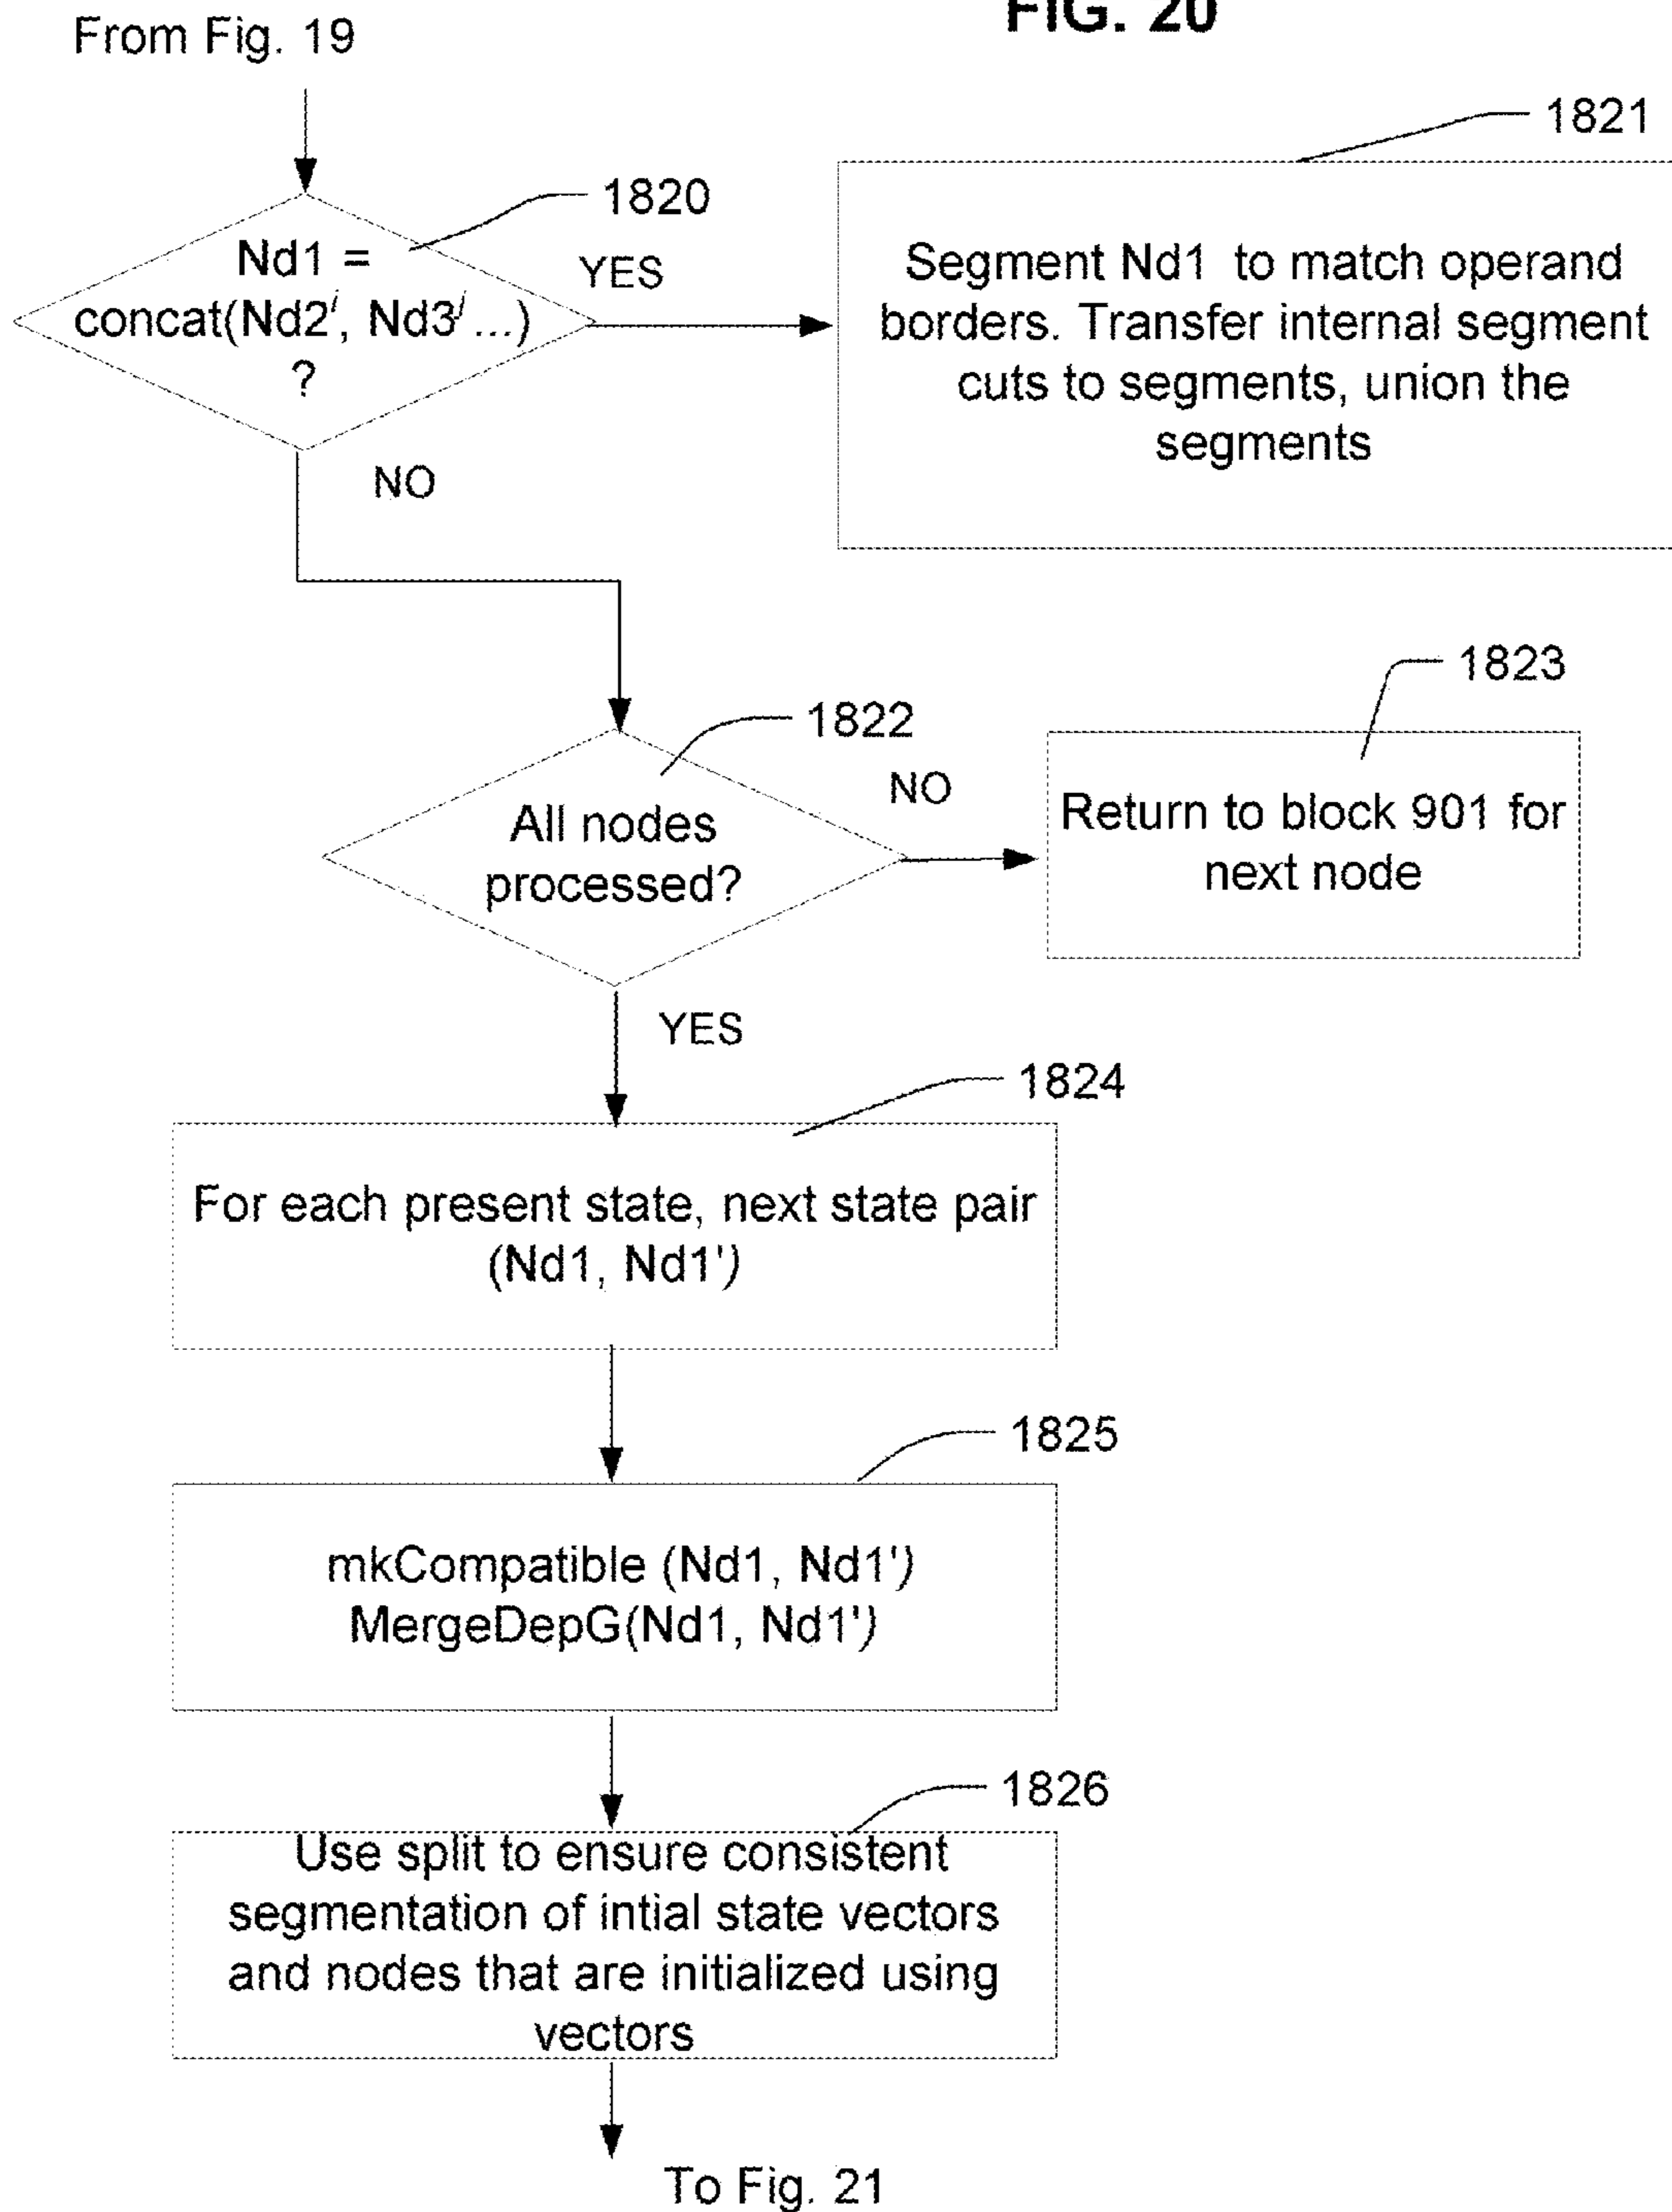 FIG. 20
From Fig. 19
1821
1820
Nd1 =
concat(Nd2^i, Nd3^j ...)
?
YES
Segment Nd1 to match operand
borders. Transfer internal segment
cuts to segments, union the
segments
NO
1823
1822
All nodes
processed?
NO
Return to block 901 for
next node
YES
1824
For each present state, next state pair
(Nd1, Nd1')
1825
mkCompatible (Nd1, Nd1')
MergeDepG(Nd1, Nd1')
1826
Use split to ensure consistent
segmentation of intial state vectors
and nodes that are initialized using
vectors
To Fig. 21